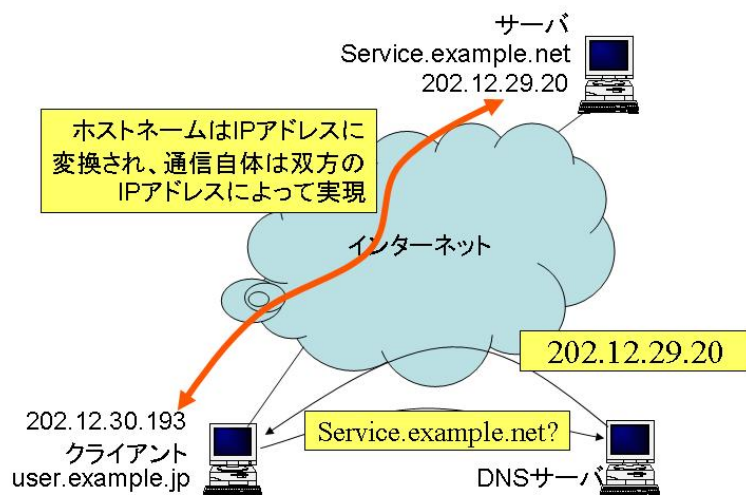 サーバ
Service.example.net
202.12.29.20
ホストネームはIPアドレスに
変換され、通信自体は双方の
IPアドレスによって実現
インターネット
202.12.29.20
202.12.30.193
クライアント
user.example.jp
Service.example.net?
DNSサーバ